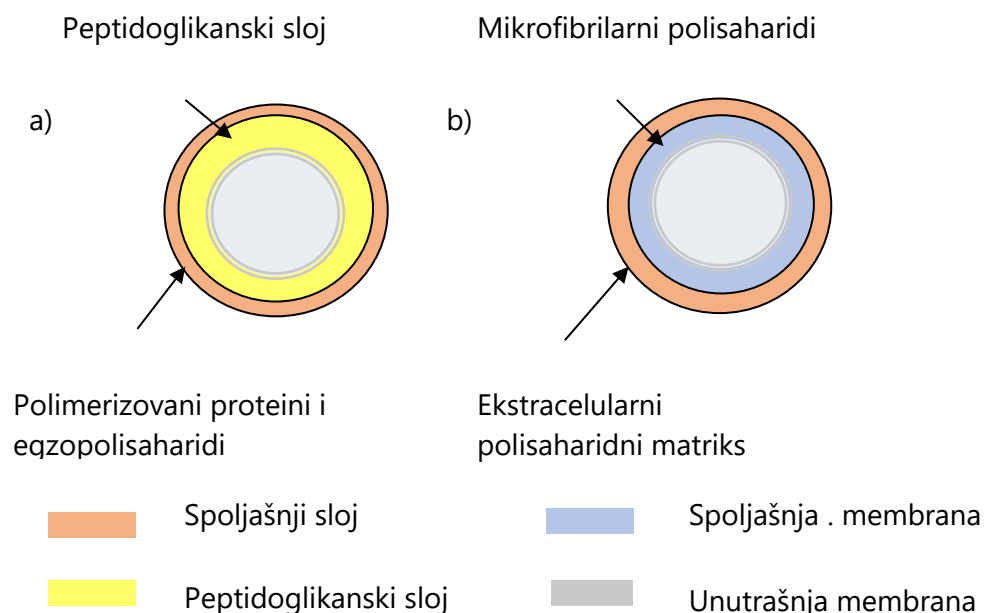 Peptidoglikanski sloj
Mikrofibrilarni polisaharidi
a)
b)
Polimerizovani proteini i
egzopolisaharidi
Ekstracelularni
polisaharidni matriks
Spoljašnji sloj
Spoljašnja . membrana
Peptidoglikanski sloj
Unutrašnja membrana